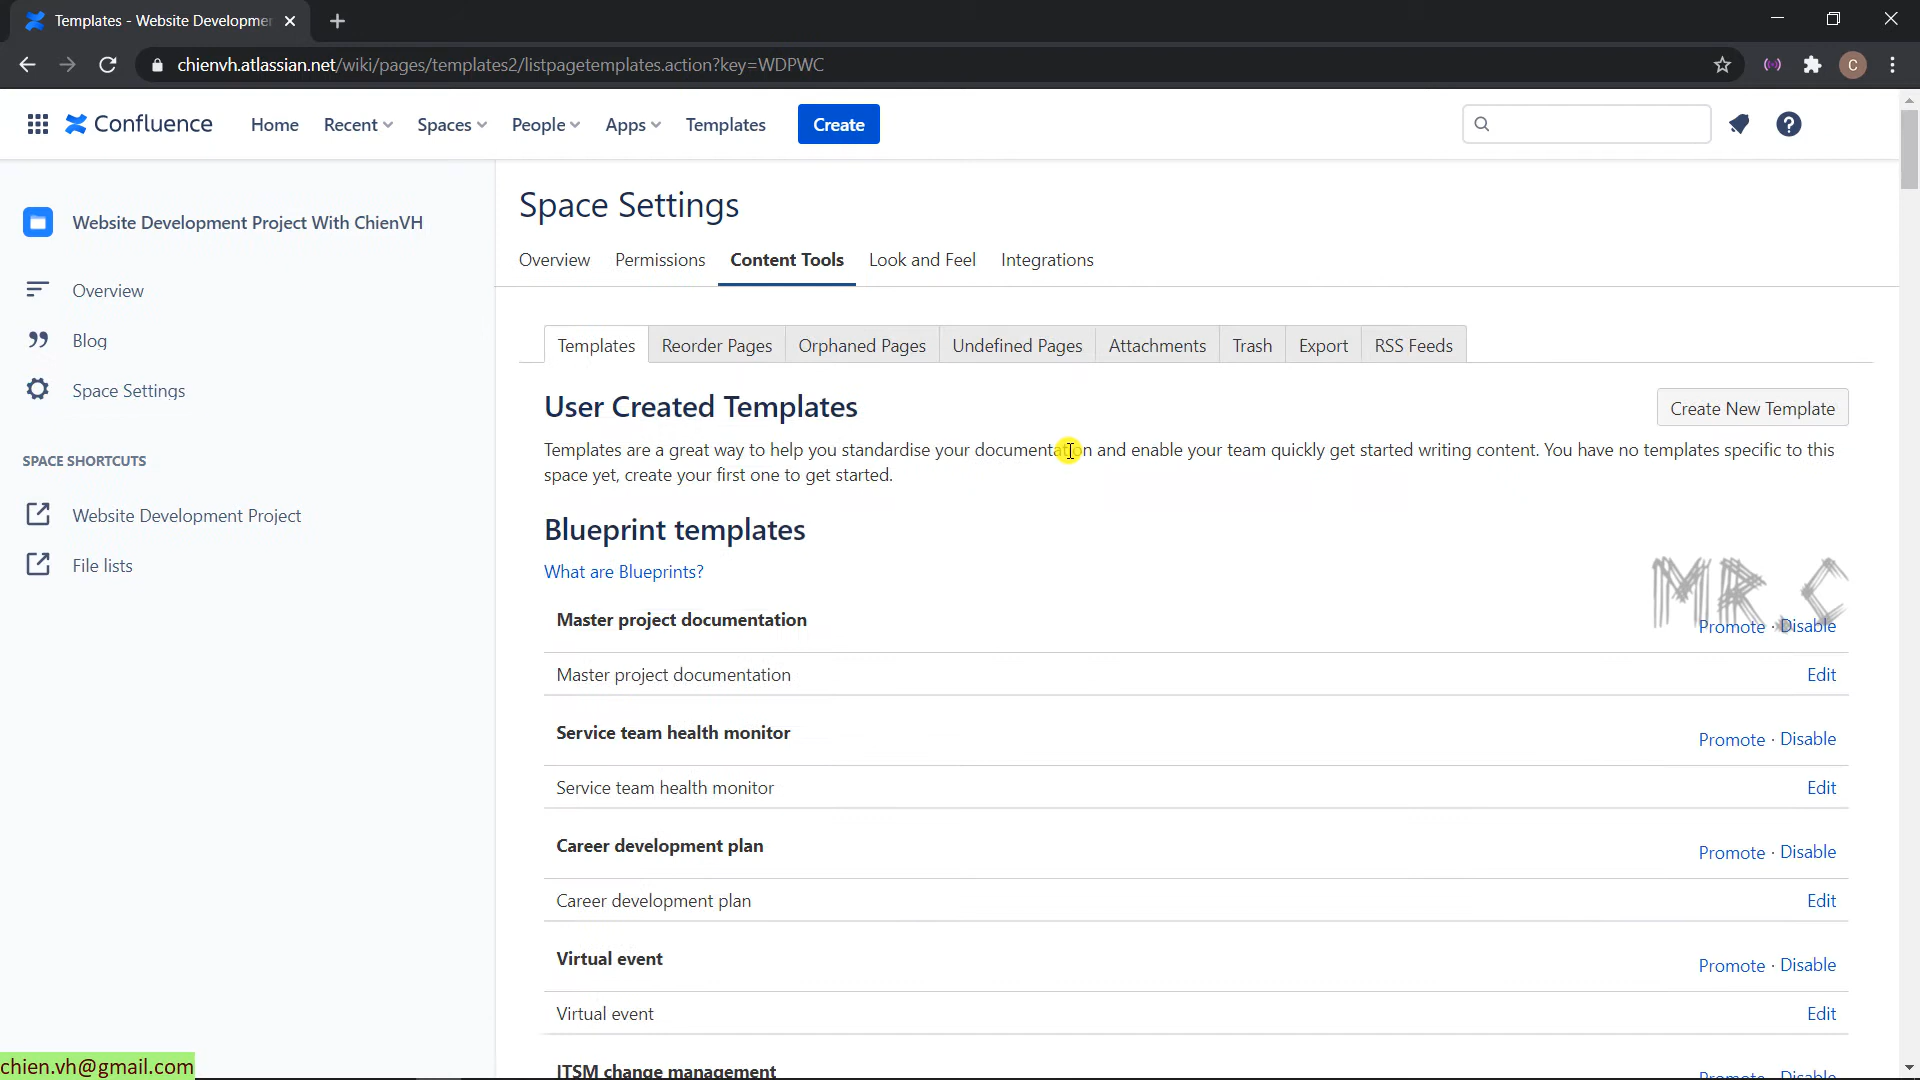 Templates - Website Developme
chienvh.atlassian.net/wiki/pages/templates2/listpagetemplates.action?key=WDPWC
C
Confluence
Home
Recent
Spaces
People
Apps
Templates
Create
?
Website Development Project With ChienVH
Overview
Blog
Space Settings
SPACE SHORTCUTS
Website Development Project
File lists
Space Settings
Overview
Permissions
Content Tools
Look and Feel
Integrations
Templates
Reorder Pages
Orphaned Pages
Undefined Pages
Attachments
Trash
Export
RSS Feeds
User Created Templates
Create New Template
Templates are a great way to help you standardise your documentation and enable your team quickly get started writing content. You have no templates specific to this
space yet, create your first one to get started.
Blueprint templates
What are Blueprints?
MR.C
Master project documentation
Promote · Disable
Master project documentation
Edit
Service team health monitor
Promote · Disable
Service team health monitor
Edit
Career development plan
Promote · Disable
Career development plan
Edit
Virtual event
Promote · Disable
Virtual event
Edit
ITSM change management
Promote · Disable
chien.vh@gmail.com